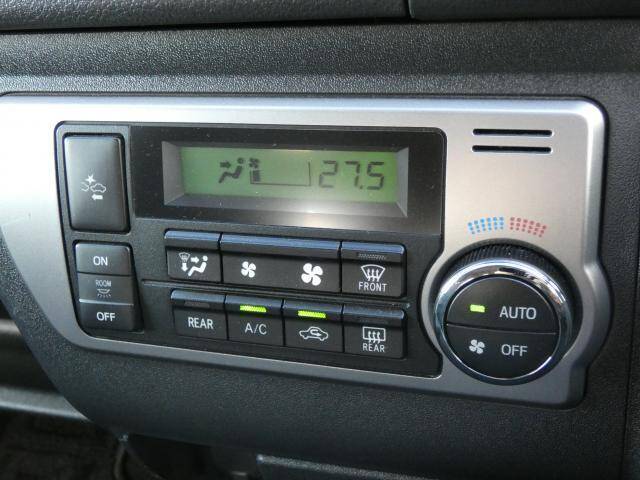 27.5
ON
ROOM
OFF
FRONT
REAR
A/C
REAR
AUTO
OFF